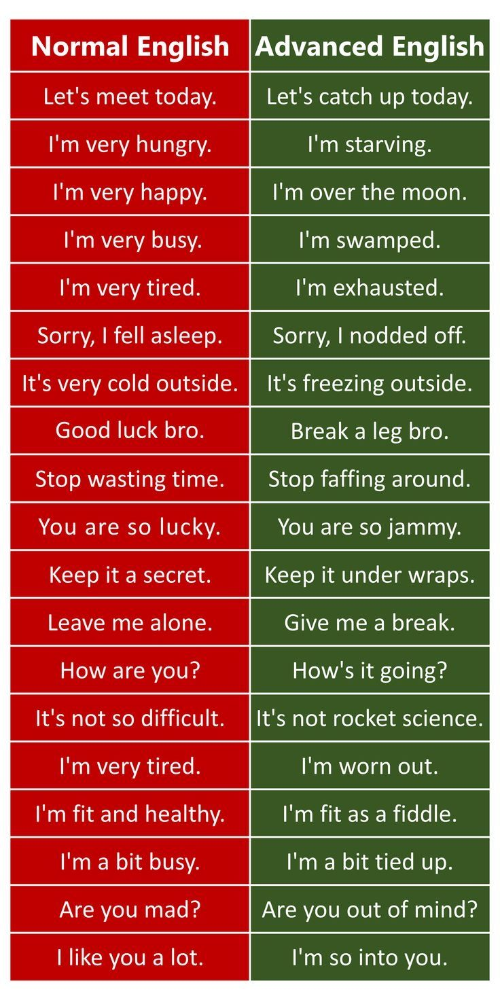 Normal English Advanced English
Let's meet today. Let's catch up today.
I'm very hungry. I'm starving.
I'm very happy. I'm over the moon.
I'm very busy. I'm swamped.
I'm very tired. I'm exhausted.
Sorry, I fell asleep. Sorry, I nodded off.
It's very cold outside. It's freezing outside.
Good luck bro. Break a leg bro.
Stop wasting time. Stop faffing around.
You are so lucky. You are so jammy.
Keep it a secret. Keep it under wraps.
Leave me alone. Give me a break.
How are you? How's it going?
It's not so difficult. It's not rocket science.
I'm very tired. I'm worn out.
I'm fit and healthy. I'm fit as a fiddle.
I'm a bit busy. I'm a bit tied up.
Are you mad? Are you out of mind?
I like you a lot. I'm so into you.